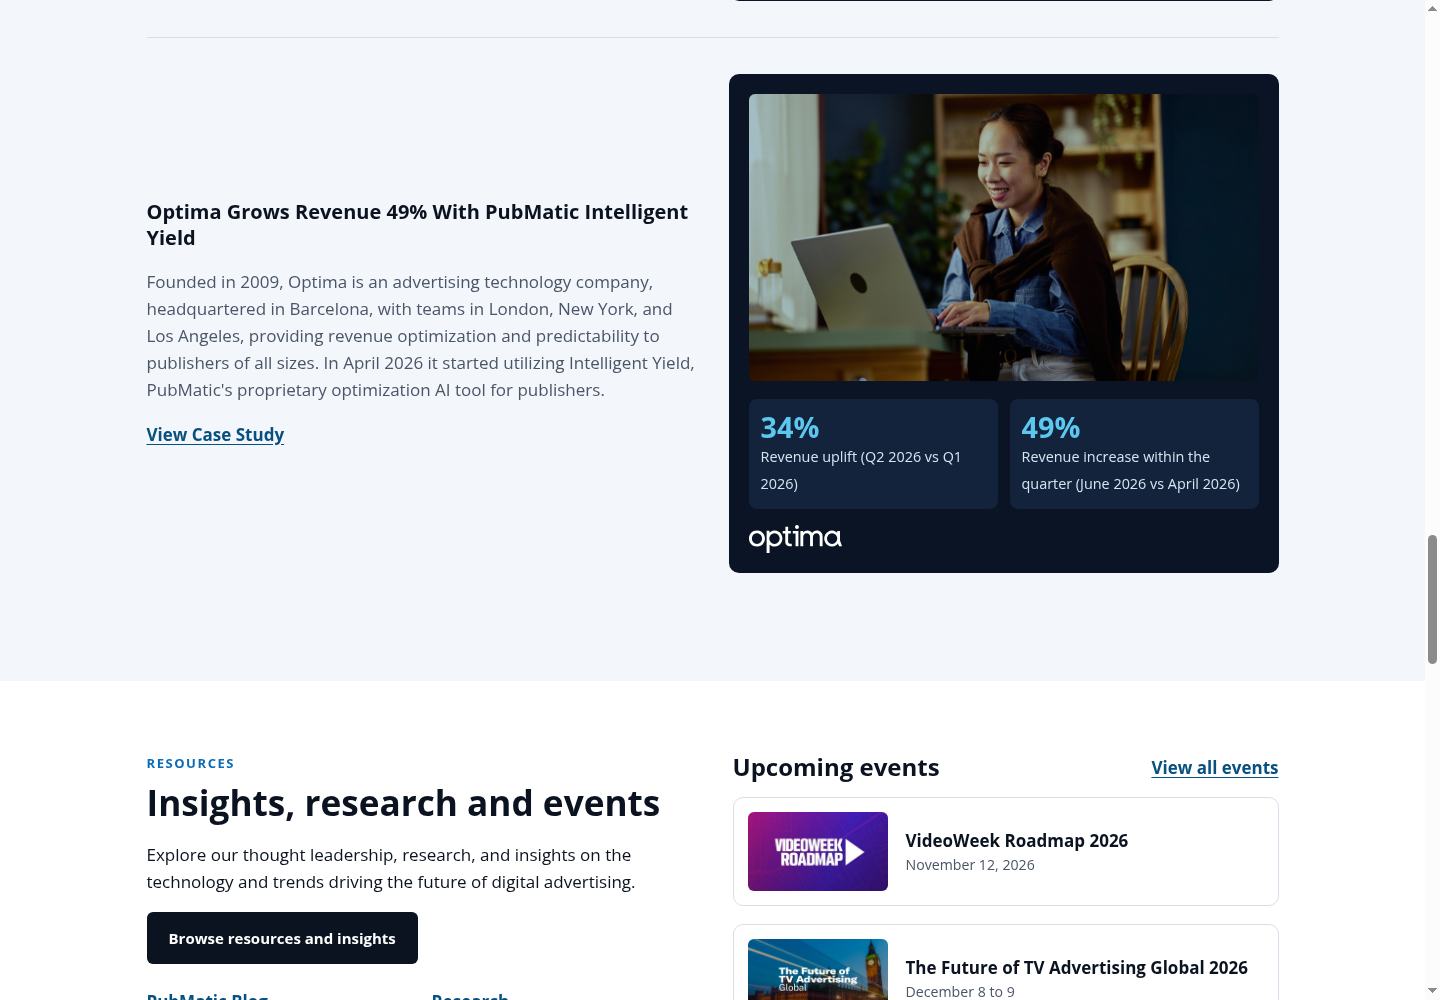 Optima Grows Revenue 49% With PubMatic Intelligent
Yield
Founded in 2009, Optima is an advertising technology company,
headquartered in Barcelona, with teams in London, New York, and
Los Angeles, providing revenue optimization and predictability to
publishers of all sizes. In April 2026 it started utilizing Intelligent Yield,
PubMatic's proprietary optimization AI tool for publishers.
View Case Study
34%
Revenue uplift (Q2 2026 vs Q1
2026)
49%
Revenue increase within the
quarter (June 2026 vs April 2026)
optima
RESOURCES
Insights, research and events
Explore our thought leadership, research, and insights on the
technology and trends driving the future of digital advertising.
Browse resources and insights
PubMatic Blog
Research
Upcoming events
View all events
VIDEOWEEK
ROADMAP
VideoWeek Roadmap 2026
November 12, 2026
The Future of
TV Advertising
Global
The Future of TV Advertising Global 2026
December 8 to 9